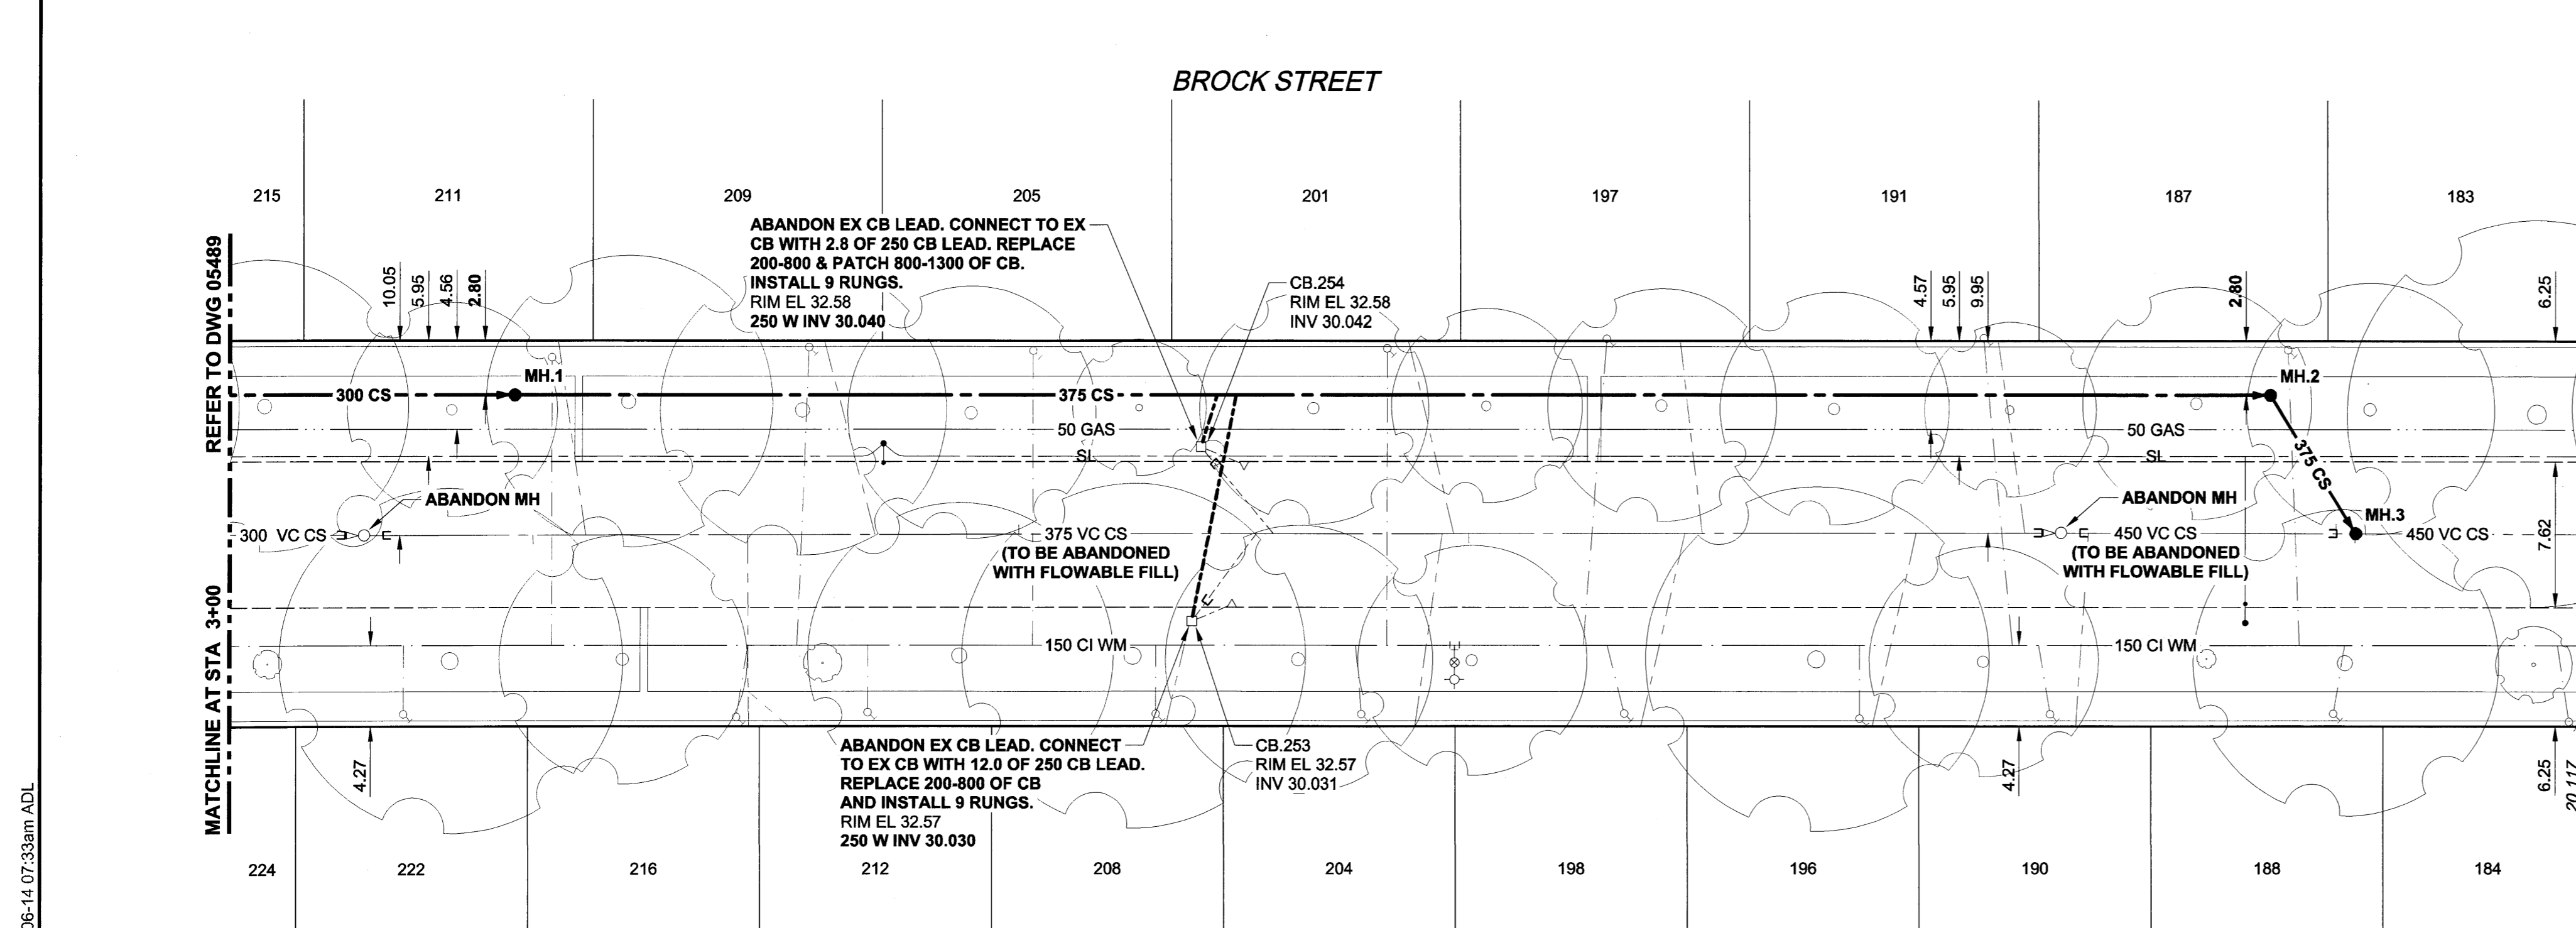 BROCK STREET
215
211
209
205
201
197
191
187
183
REFER TO DWG 05489
MATCHLINE AT STA 3+00
ABANDON EX CB LEAD. CONNECT TO EX
CB WITH 2.8 OF 250 CB LEAD. REPLACE
200-800 & PATCH 800-1300 OF CB.
INSTALL 9 RUNGS.
RIM EL 32.58
250 W INV 30.040
CB.254
RIM EL 32.58
INV 30.042
10.05
5.95
4.56
2.80
4.57
5.95
9.95
2.80
6.25
300 CS
MH.1
375 CS
MH.2
50 GAS
50 GAS
SL
SL
375 CS
ABANDON MH
ABANDON MH
MH.3
300 VC CS
375 VC CS
(TO BE ABANDONED
WITH FLOWABLE FILL)
450 VC CS
(TO BE ABANDONED
WITH FLOWABLE FILL)
450 VC CS
7.62
150 CI WM
150 CI WM
4.27
ABANDON EX CB LEAD. CONNECT
TO EX CB WITH 12.0 OF 250 CB LEAD.
REPLACE 200-800 OF CB
AND INSTALL 9 RUNGS.
RIM EL 32.57
250 W INV 30.030
CB.253
RIM EL 32.57
INV 30.031
4.27
6.25
20.117
224
222
216
212
208
204
198
196
190
188
184
06-14 07:33am ADL